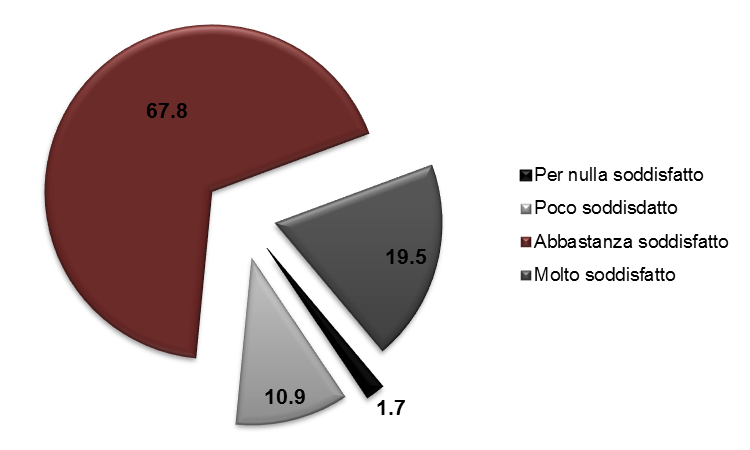 67.8
19.5
10.9
1.7
Per nulla soddisfatto
Poco soddisdatto
Abbastanza soddisfatto
Molto soddisfatto